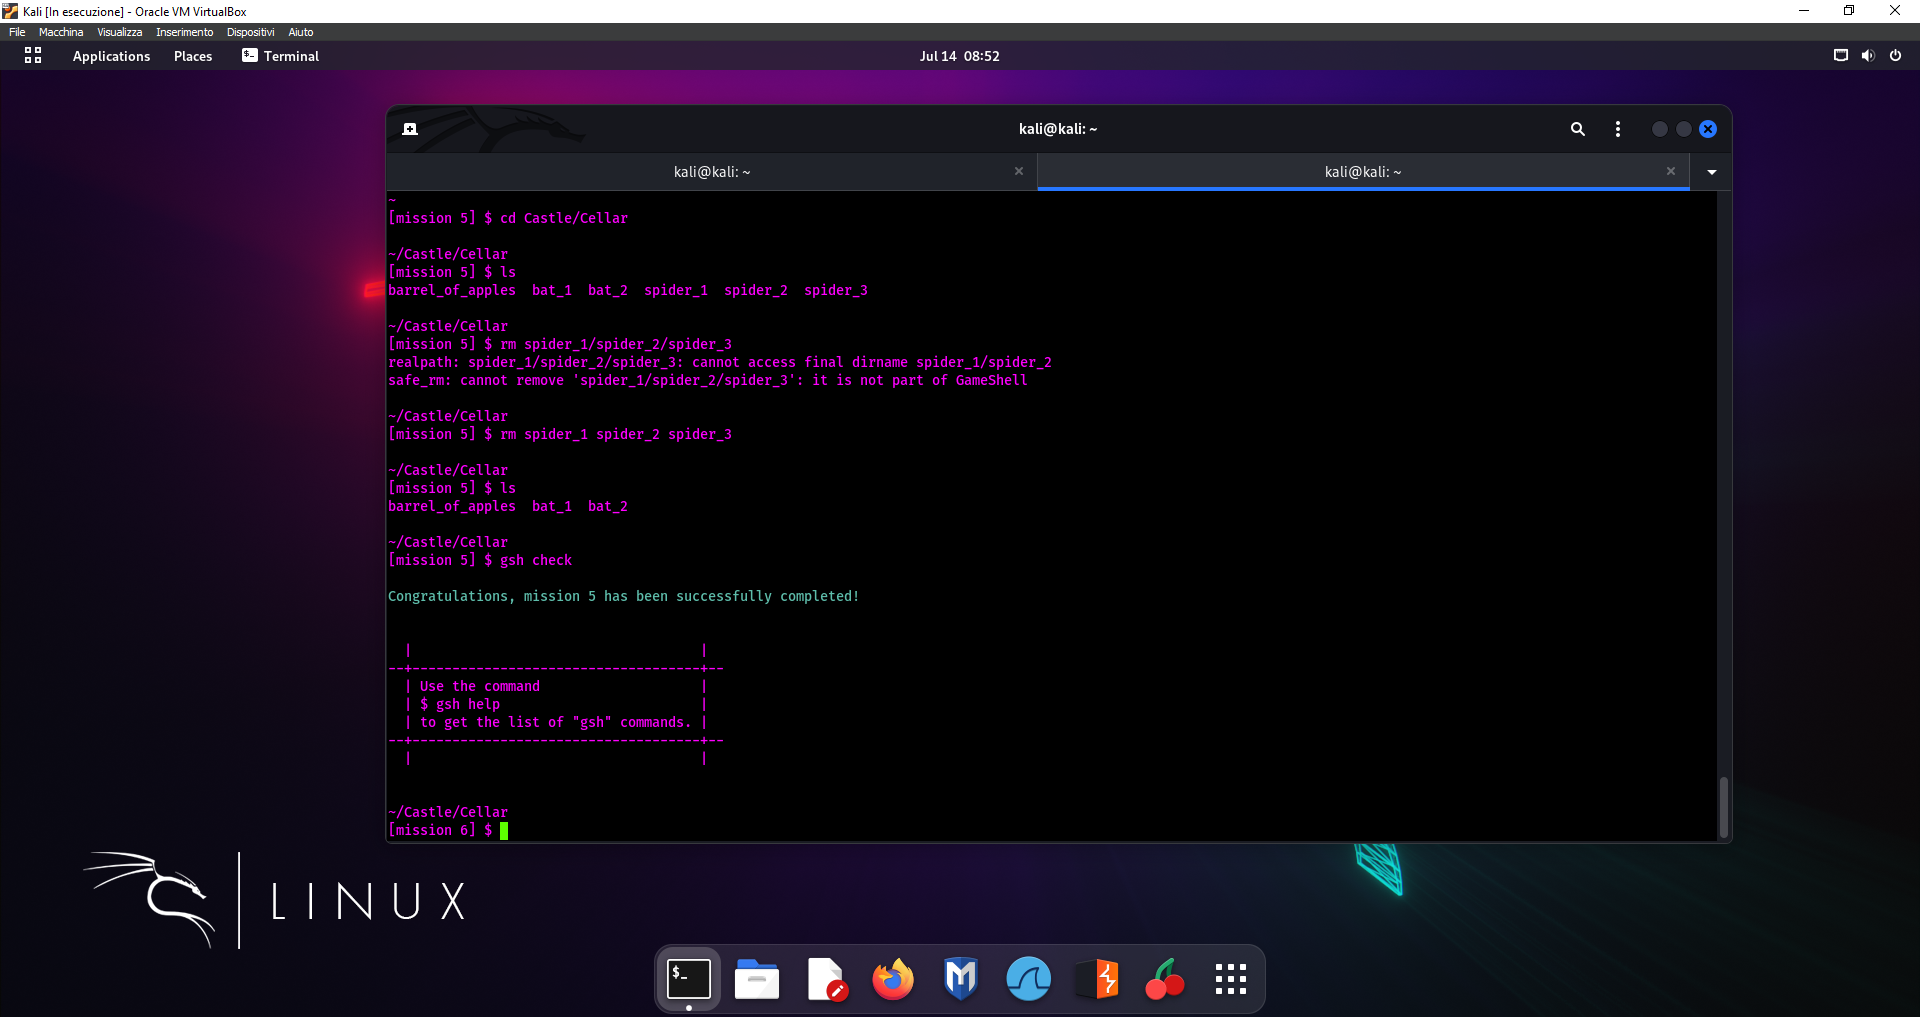 Kali [In esecuzione] - Oracle VM VirtualBox
File Macchina Visualizza Inserimento Dispositivi Aiuto
Applications Places Terminal Jul 14 08:52
kali@kali: ~
kali@kali: ~ kali@kali: ~
~
[mission 5] $ cd Castle/Cellar
~/Castle/Cellar
[mission 5] $ ls
barrel_of_apples  bat_1  bat_2  spider_1  spider_2  spider_3
~/Castle/Cellar
[mission 5] $ rm spider_1/spider_2/spider_3
realpath: spider_1/spider_2/spider_3: cannot access final dirname spider_1/spider_2
safe_rm: cannot remove 'spider_1/spider_2/spider_3': it is not part of GameShell
~/Castle/Cellar
[mission 5] $ rm spider_1 spider_2 spider_3
~/Castle/Cellar
[mission 5] $ ls
barrel_of_apples  bat_1  bat_2
~/Castle/Cellar
[mission 5] $ gsh check
Congratulations, mission 5 has been successfully completed!
| Use the command |
| $ gsh help |
| to get the list of "gsh" commands. |
~/Castle/Cellar
[mission 6] $
LINUX
$_